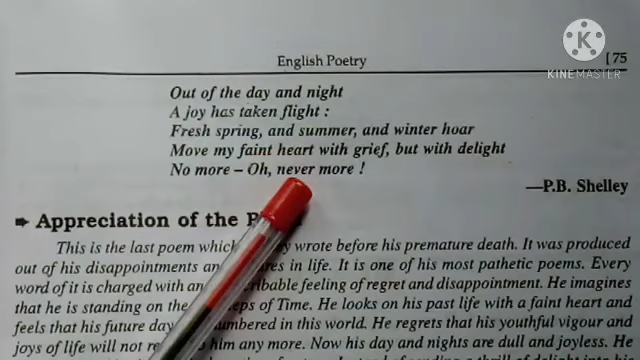 English Poetry
[75
K
KINEMASTER
Out of the day and night
A joy has taken flight :
Fresh spring, and summer, and winter hoar
Move my faint heart with grief, but with delight
No more – Oh, never more !
—P.B. Shelley
Appreciation of the P
This is the last poem which wrote before his premature death. It was produced
out of his disappointments an in life. It is one of his most pathetic poems. Every
word of it is charged with an feeling of regret and disappointment. He imagines
that he is standing on the of Time. He looks on his past life with a faint heart and
feels that his future day in this world. He regrets that his youthful vigour and
joys of life will not him any more. Now his day and nights are dull and joyless. He